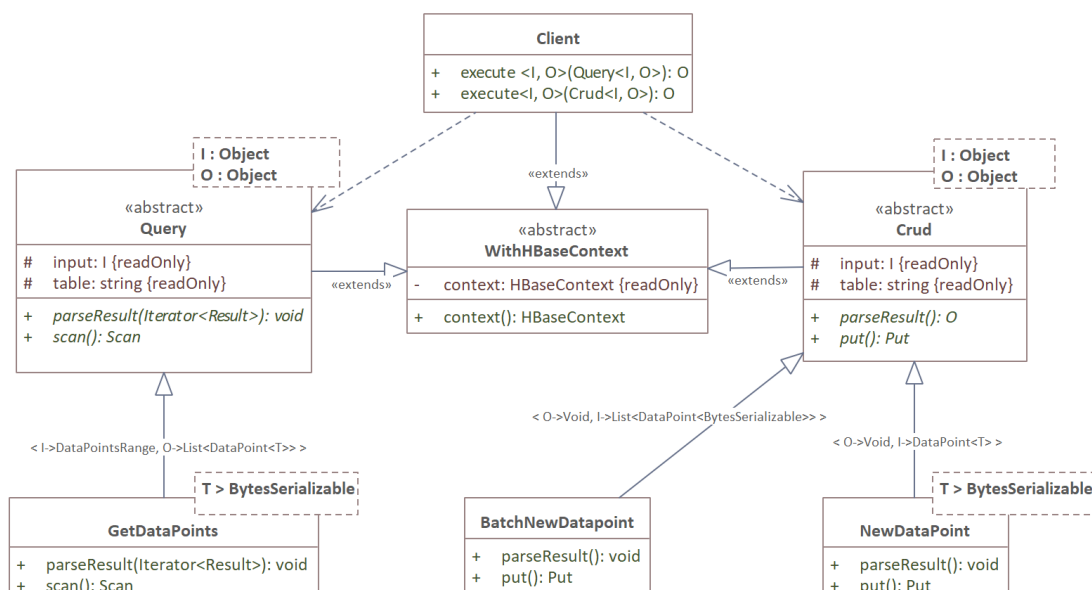 Client
+ execute <I, O>(Query<I, O>): O
+ execute<I, O>(Crud<I, O>): O
I : Object
O : Object
«abstract»
Query
# input: I {readOnly}
# table: string {readOnly}
+ parseResult(Iterator<Result>): void
+ scan(): Scan
«extends»
«extends»
«abstract»
WithHBaseContext
- context: HBaseContext {readOnly}
+ context(): HBaseContext
«extends»
I : Object
O : Object
«abstract»
Crud
# input: I {readOnly}
# table: string {readOnly}
+ parseResult(): O
+ put(): Put
< I->DataPointsRange, O->List<DataPoint<T>> >
< O->Void, I->List<DataPoint<BytesSerializable>> >
< O->Void, I->DataPoint<T> >
T > BytesSerializable
GetDataPoints
+ parseResult(Iterator<Result>): void
+ scan(): Scan
BatchNewDatapoint
+ parseResult(): void
+ put(): Put
T > BytesSerializable
NewDataPoint
+ parseResult(): void
+ put(): Put